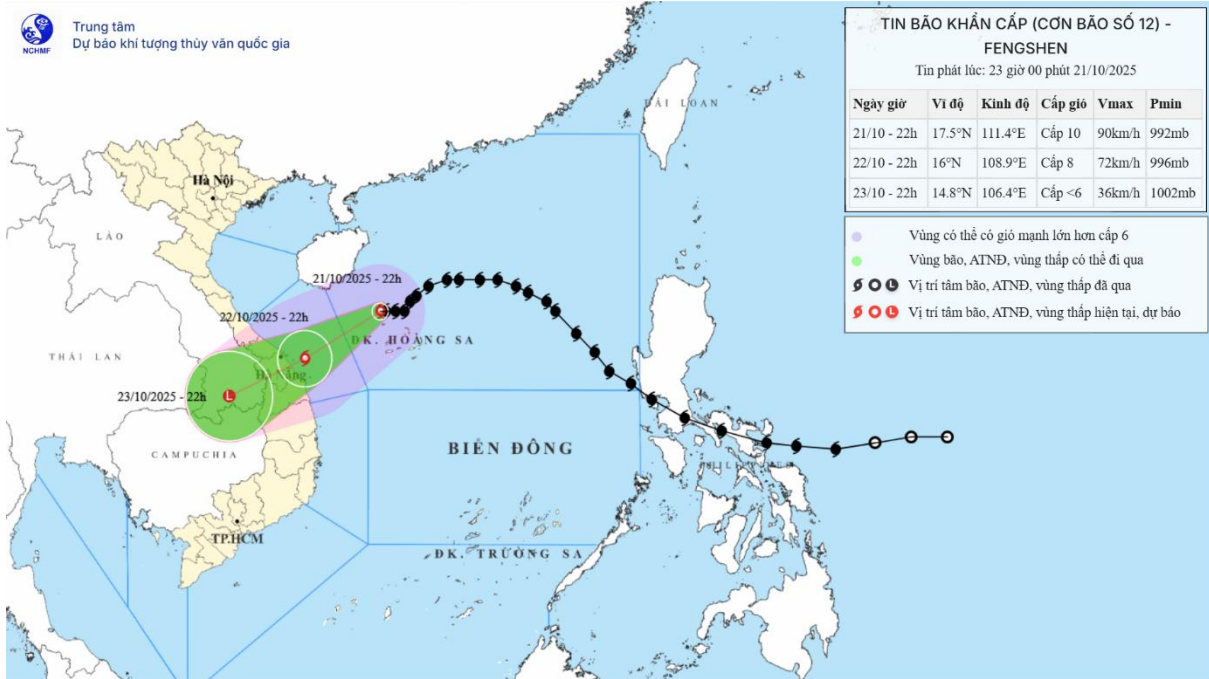 NCHMF
Trung tâm
Dự báo khí tượng thủy văn quốc gia
TIN BÃO KHẨN CẤP (CƠN BÃO SỐ 12) -
FENGSHEN
Tin phát lúc: 23 giờ 00 phút 21/10/2025
Ngày giờ Vĩ độ Kinh độ Cấp gió Vmax Pmin
21/10 - 22h 17.5°N 111.4°E Cấp 10 90km/h 992mb
22/10 - 22h 16°N 108.9°E Cấp 8 72km/h 996mb
23/10 - 22h 14.8°N 106.4°E Cấp <6 36km/h 1002mb
Vùng có thể có gió mạnh lớn hơn cấp 6
Vùng bão, ATNĐ, vùng thấp có thể đi qua
Vị trí tâm bão, ATNĐ, vùng thấp đã qua
Vị trí tâm bão, ATNĐ, vùng thấp hiện tại, dự báo
ĐÀI LOAN
Hà Nội
LÀO
21/10/2025 - 22h
22/10/2025 - 22h
ĐK. HOÀNG SA
THÁI LAN
Đà Nẵng
23/10/2025 - 22h
L
BIỂN ĐÔNG
CAMPUCHIA
TP.HCM
ĐK. TRƯỜNG SA